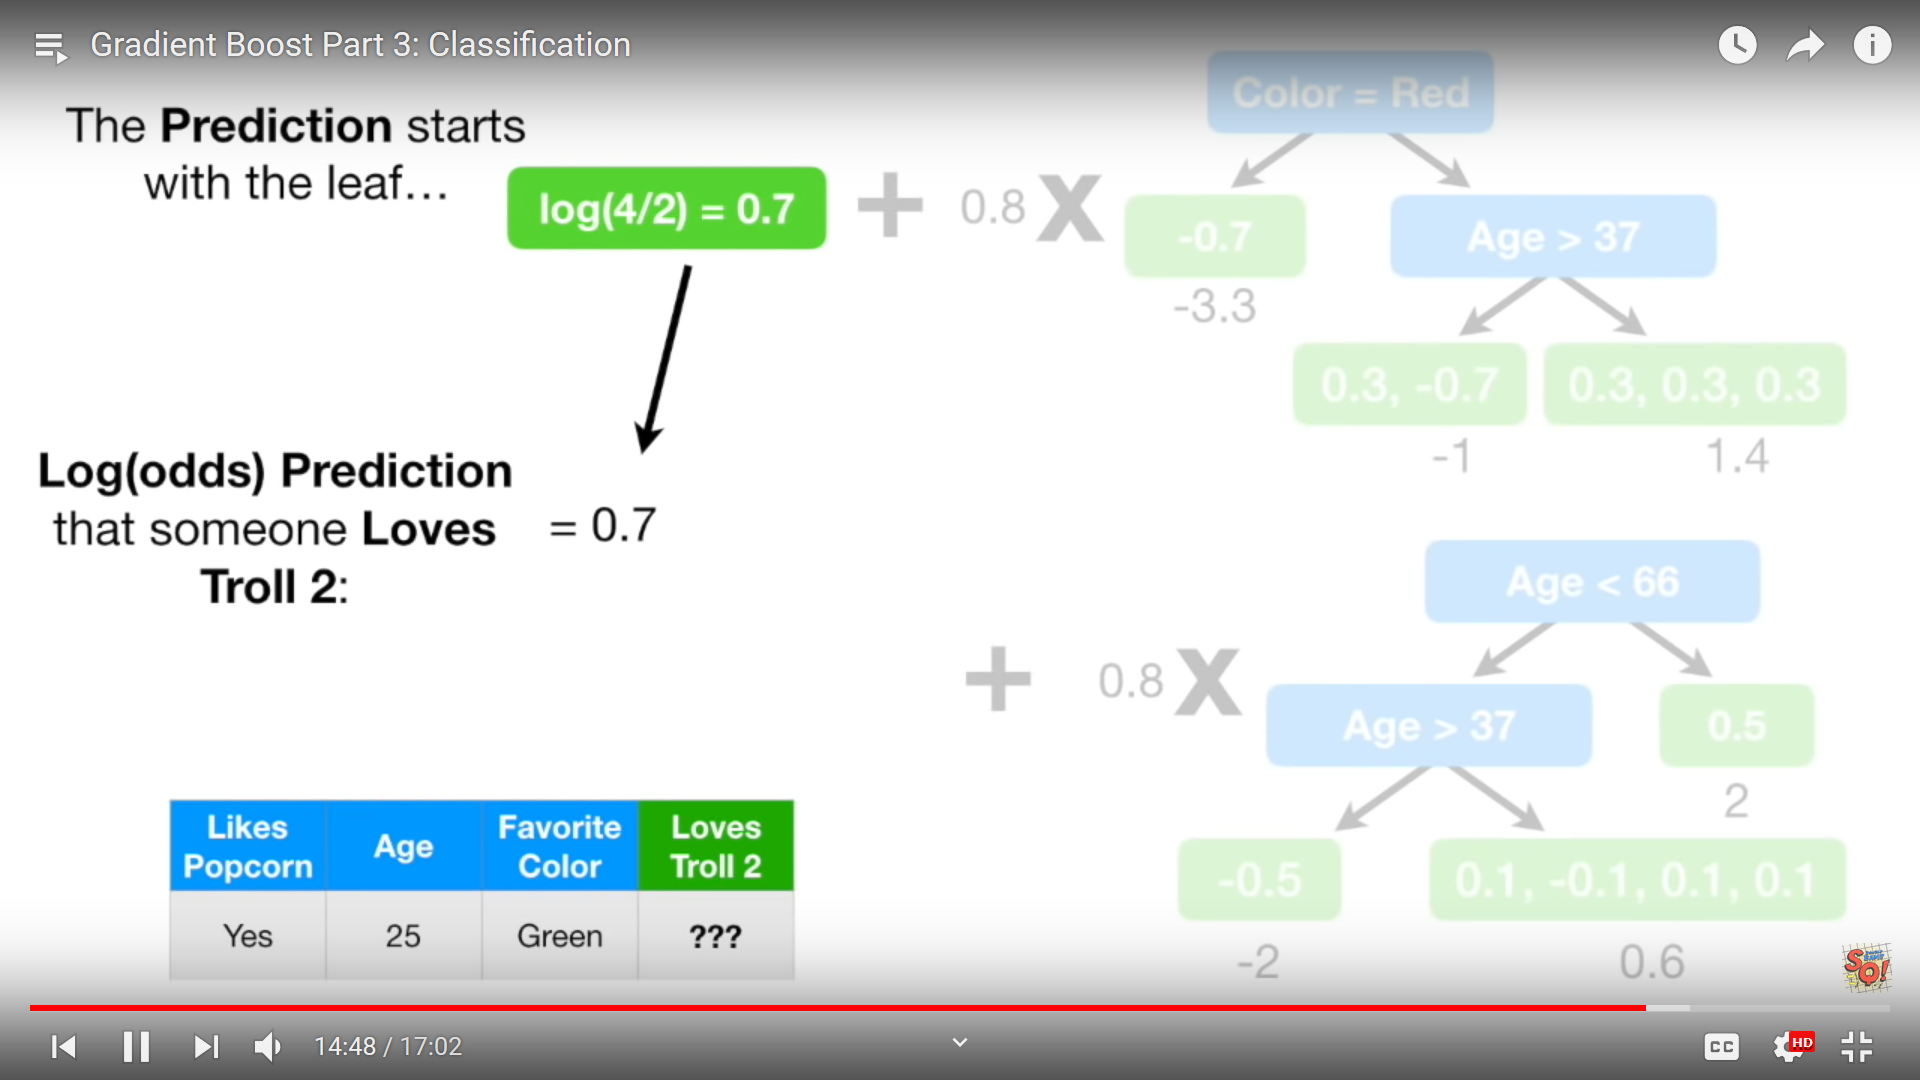 Gradient Boost Part 3: Classification
The Prediction starts
with the leaf...
log(4/2) = 0.7
+ 0.8 X
Color = Red
-0.7
-3.3
Age > 37
0.3, -0.7
-1
0.3, 0.3, 0.3
1.4
Log(odds) Prediction
that someone Loves
Troll 2:
= 0.7
+ 0.8 X
Age < 66
Age > 37
0.5
2
-0.5
-2
0.1, -0.1, 0.1, 0.1
0.6
Likes Popcorn Age Favorite Color Loves Troll 2
Yes 25 Green ???
SQ!
14:48 / 17:02
CC
HD